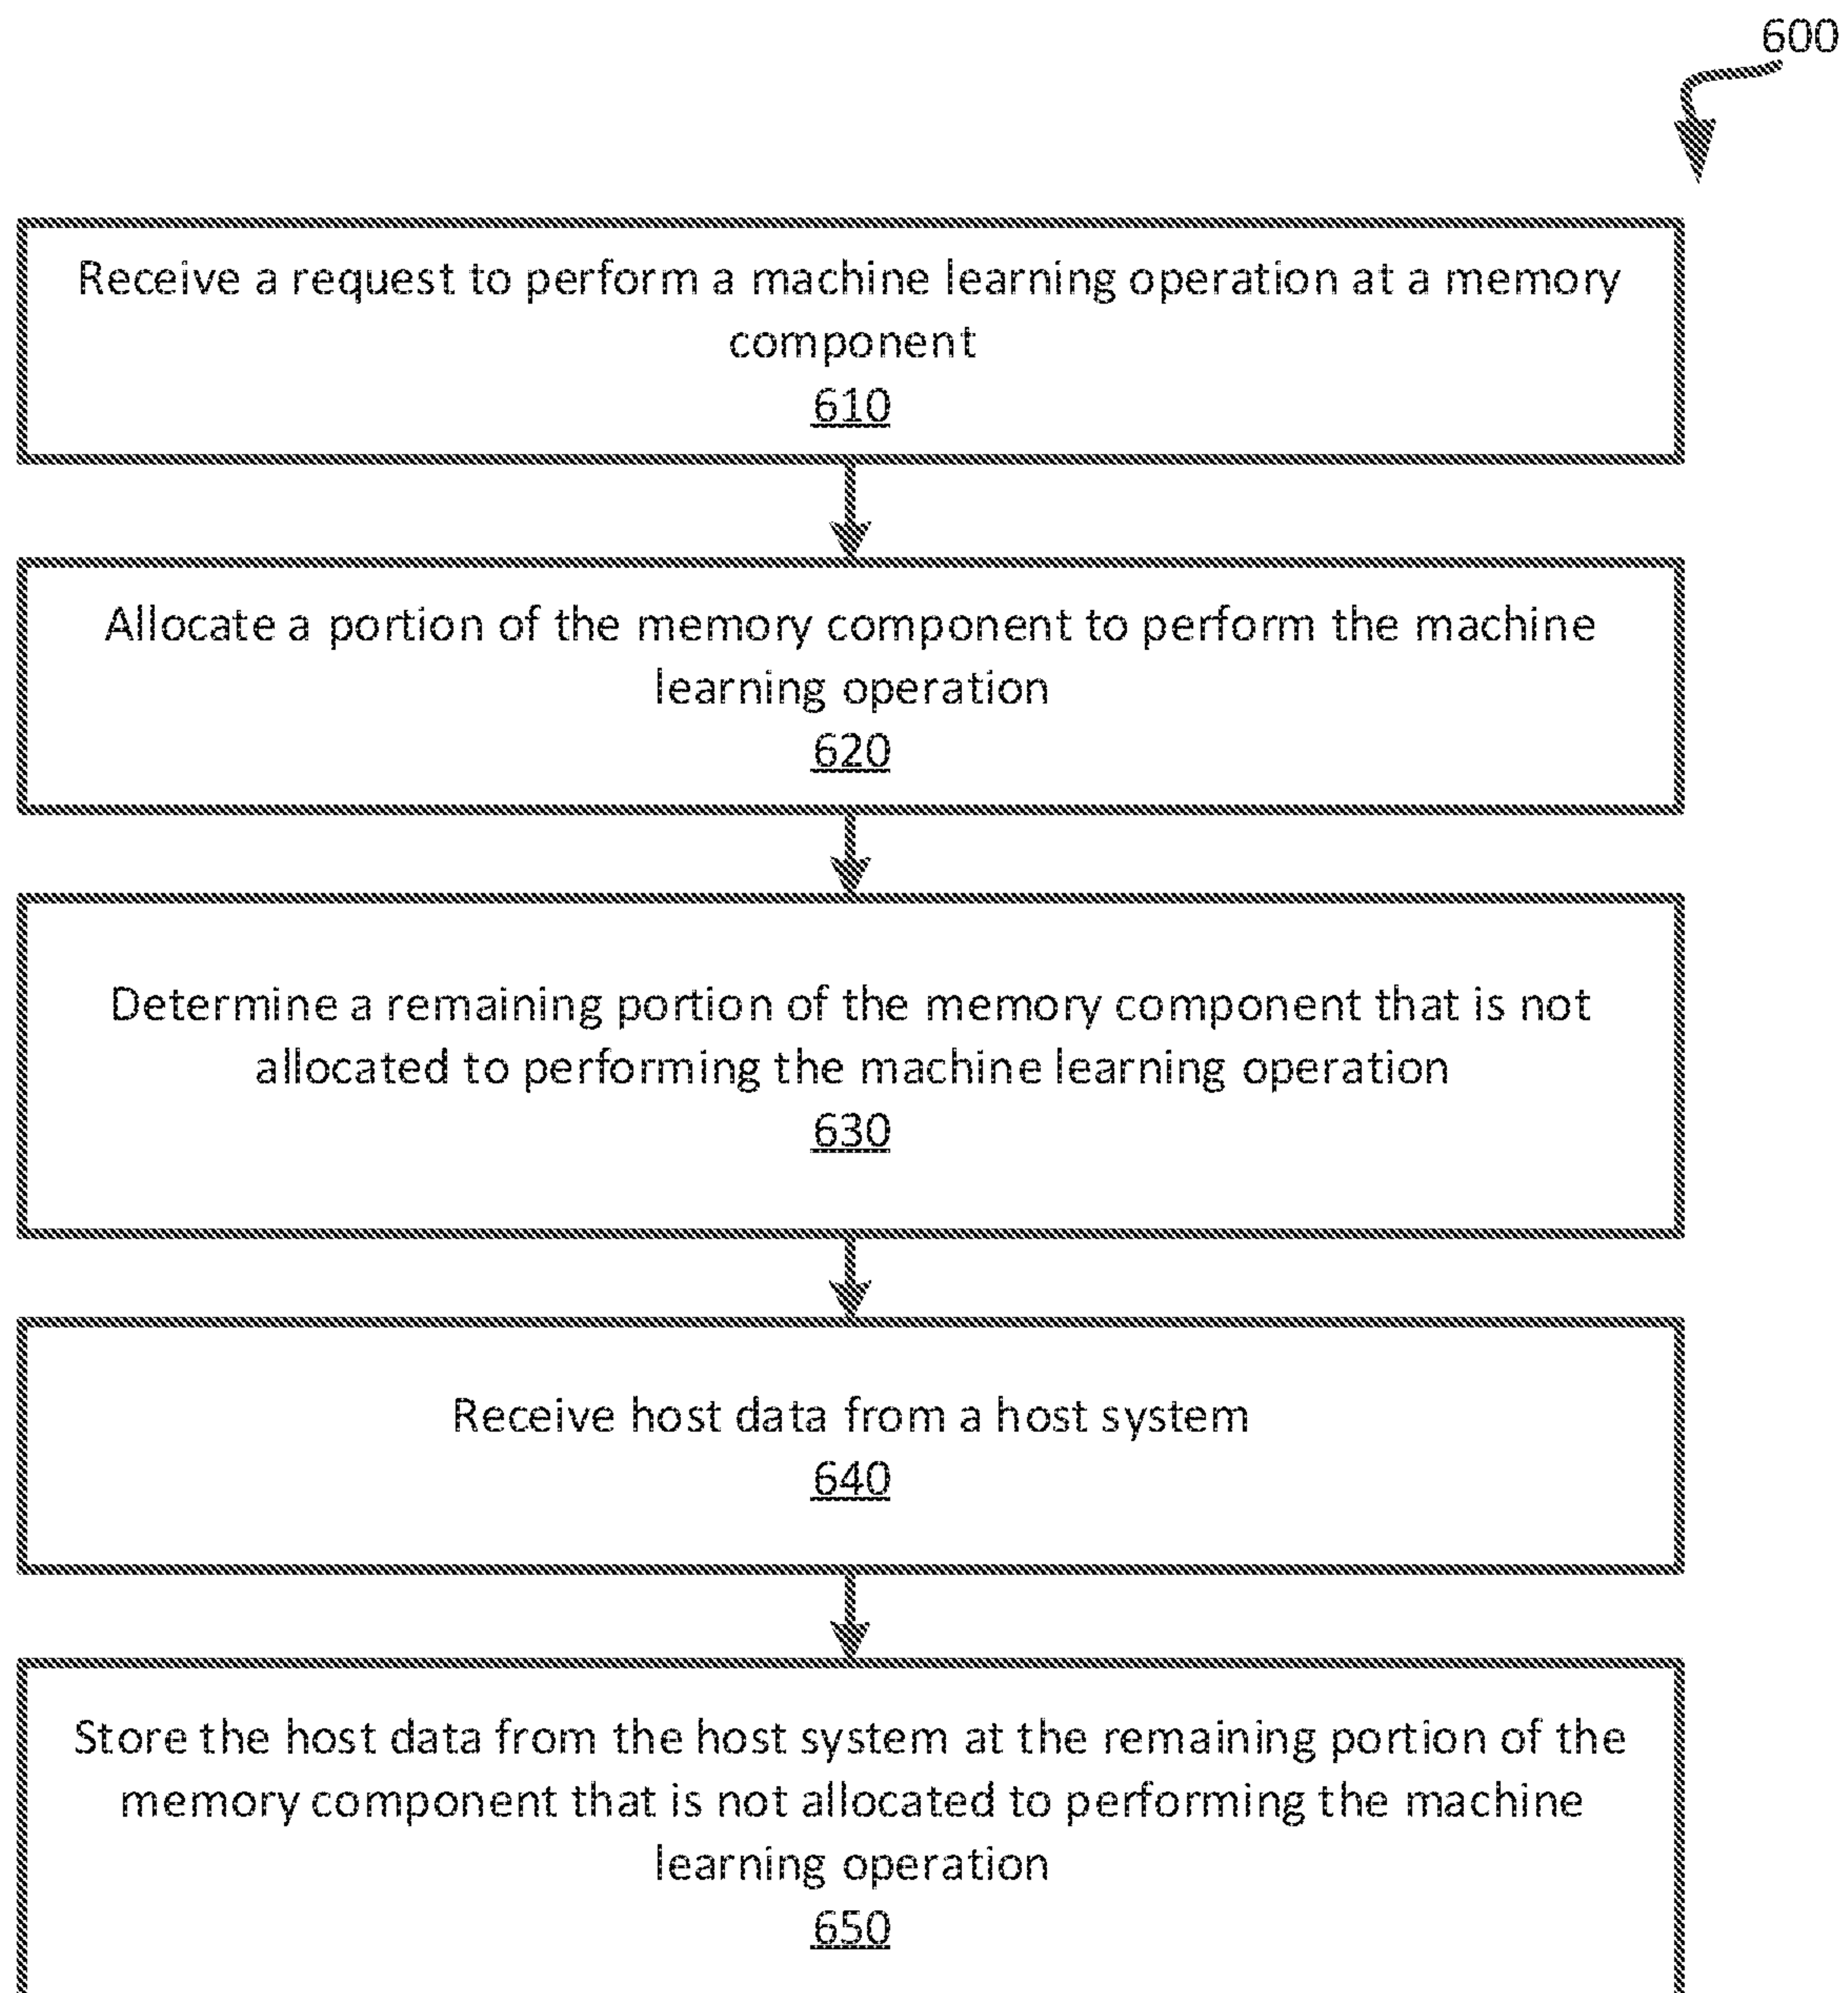 600
Receive a request to perform a machine learning operation at a memory
component
610
Allocate a portion of the memory component to perform the machine
learning operation
620
Determine a remaining portion of the memory component that is not
allocated to performing the machine learning operation
630
Receive host data from a host system
640
Store the host data from the host system at the remaining portion of the
memory component that is not allocated to performing the machine
learning operation
650